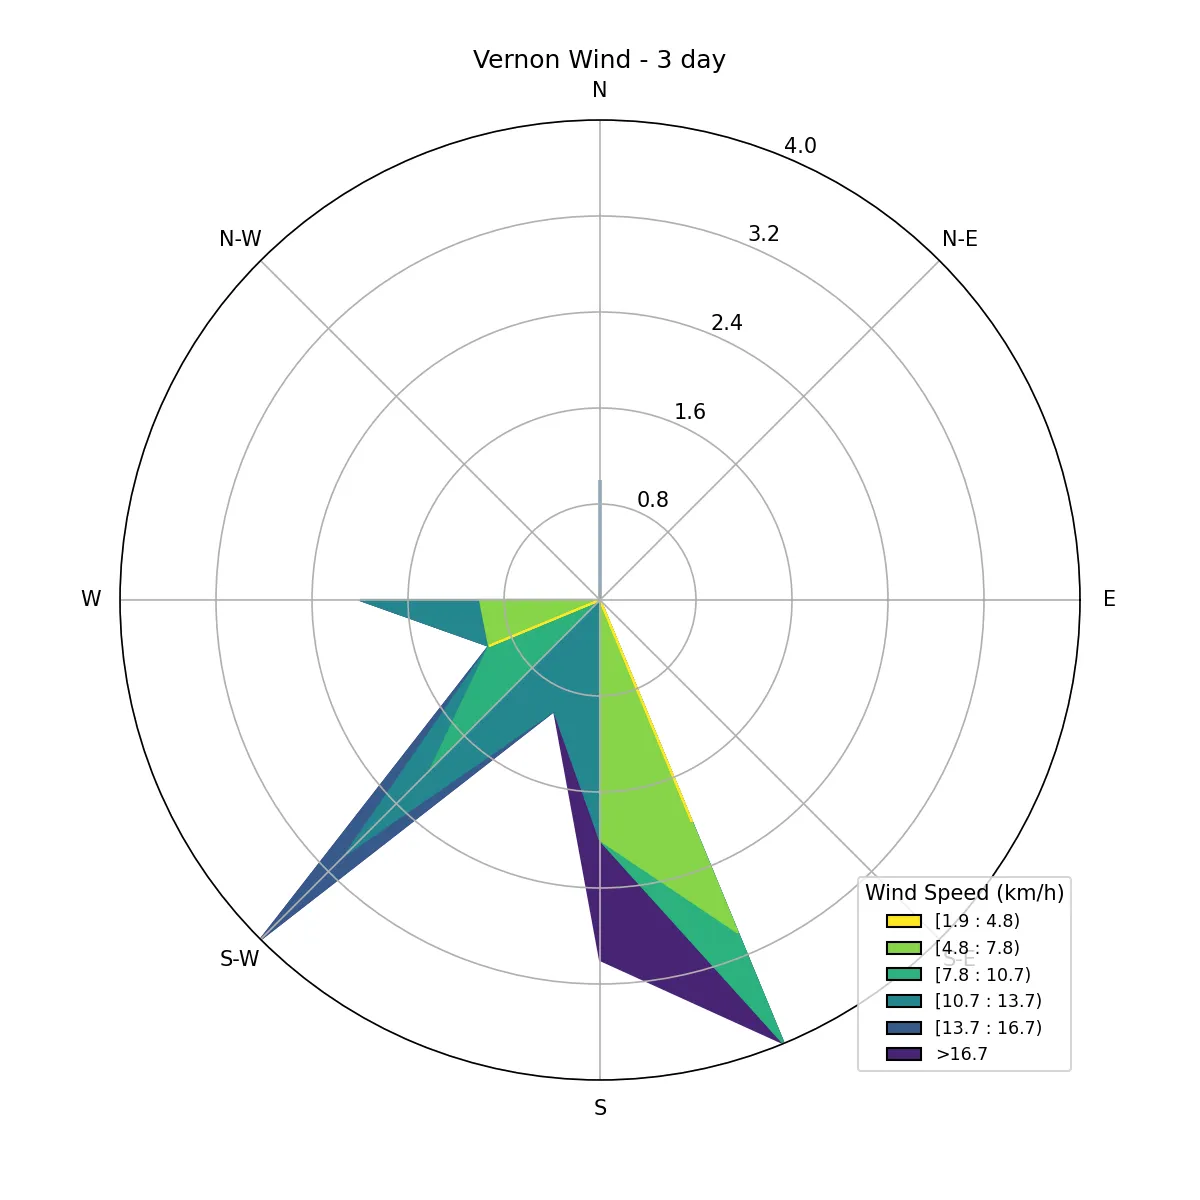 Vernon Wind - 3 day
N
4.0
N-W
3.2
N-E
2.4
1.6
0.8
W
E
Wind Speed (km/h)
[1.9 : 4.8)
[4.8 : 7.8)
[7.8 : 10.7)
[10.7 : 13.7)
[13.7 : 16.7)
>16.7
S-W
S-E
S